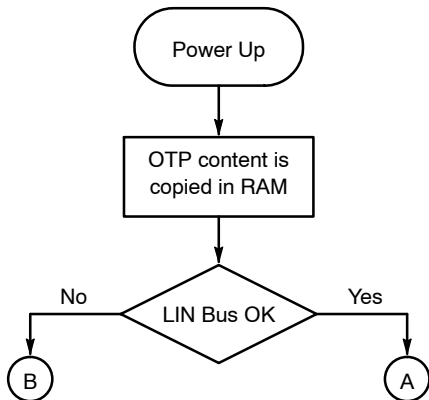 Power Up
OTP content is
copied in RAM
No
LIN Bus OK
Yes
B
A